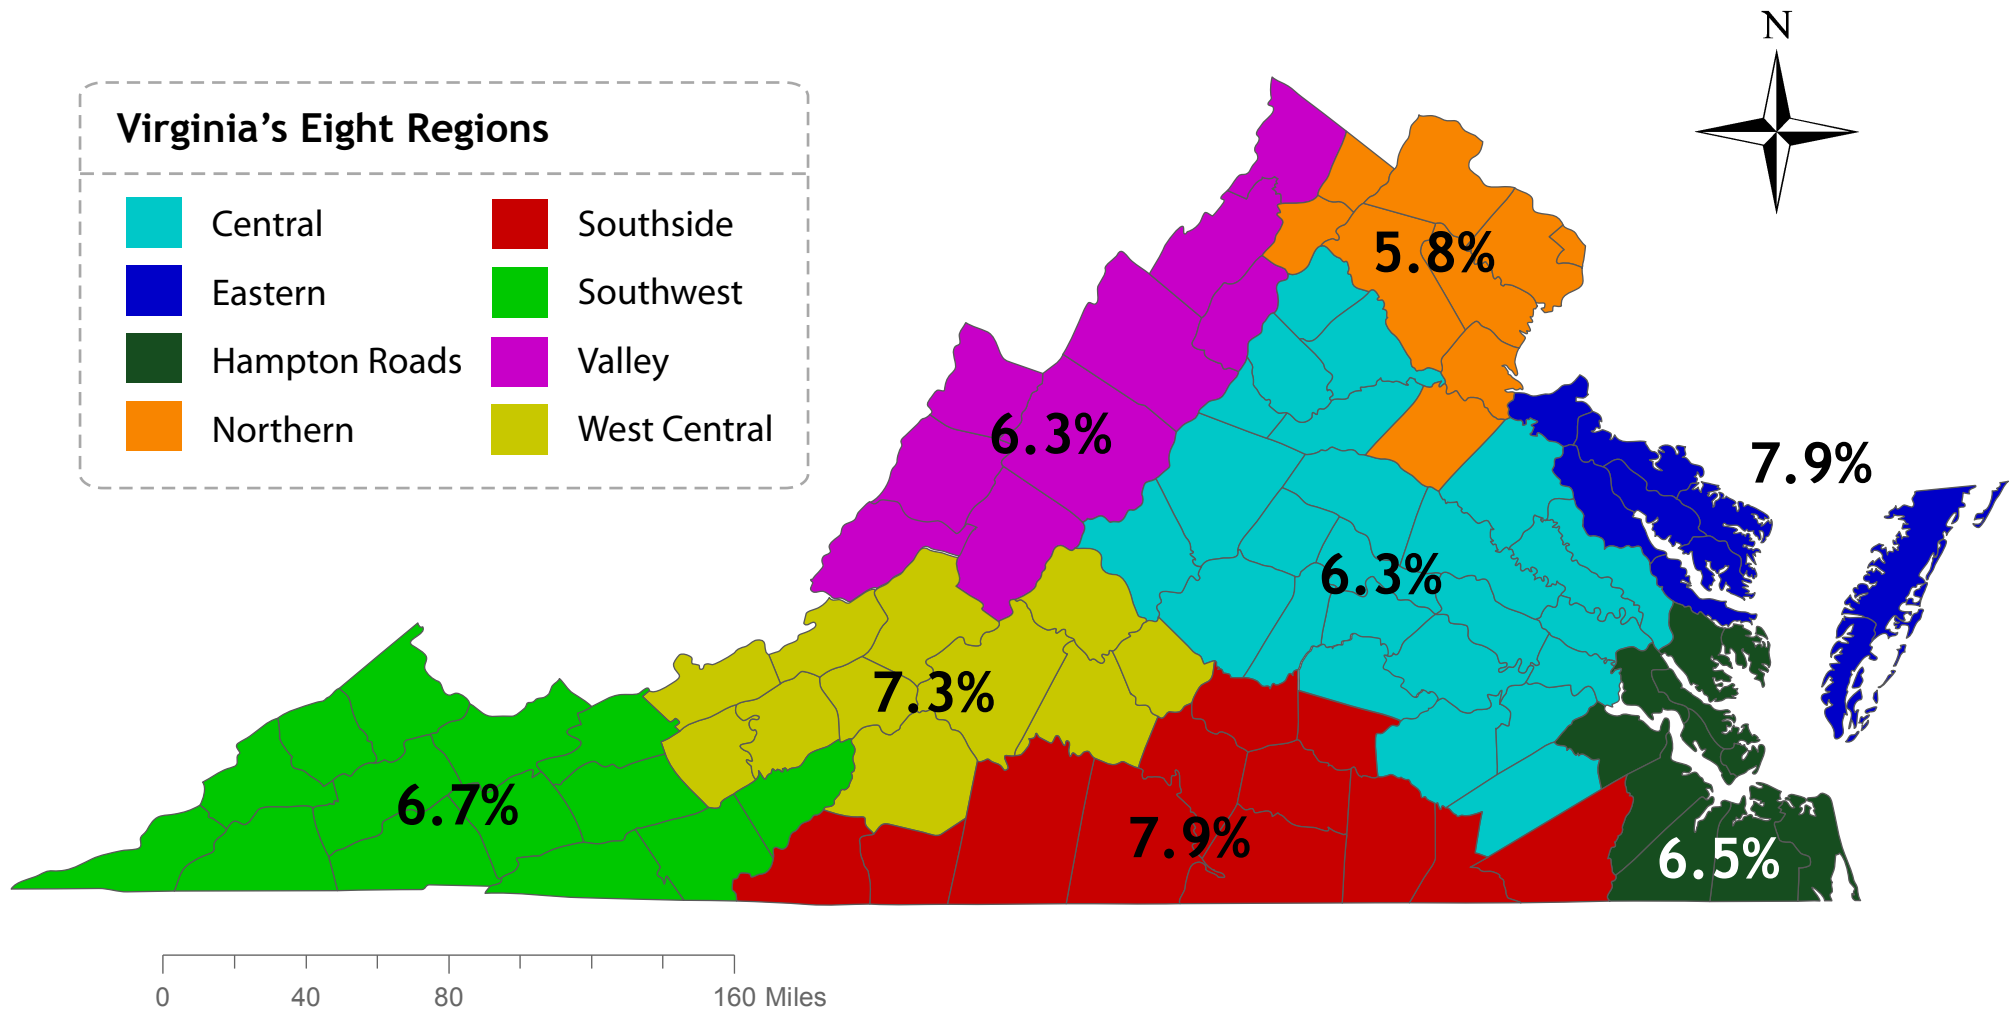 N
Virginia’s Eight Regions
Central
Southside
Eastern
Southwest
Hampton Roads
Valley
Northern
West Central
5.8%
6.3%
7.9%
6.3%
7.3%
6.7%
7.9%
6.5%
0 40 80 160 Miles